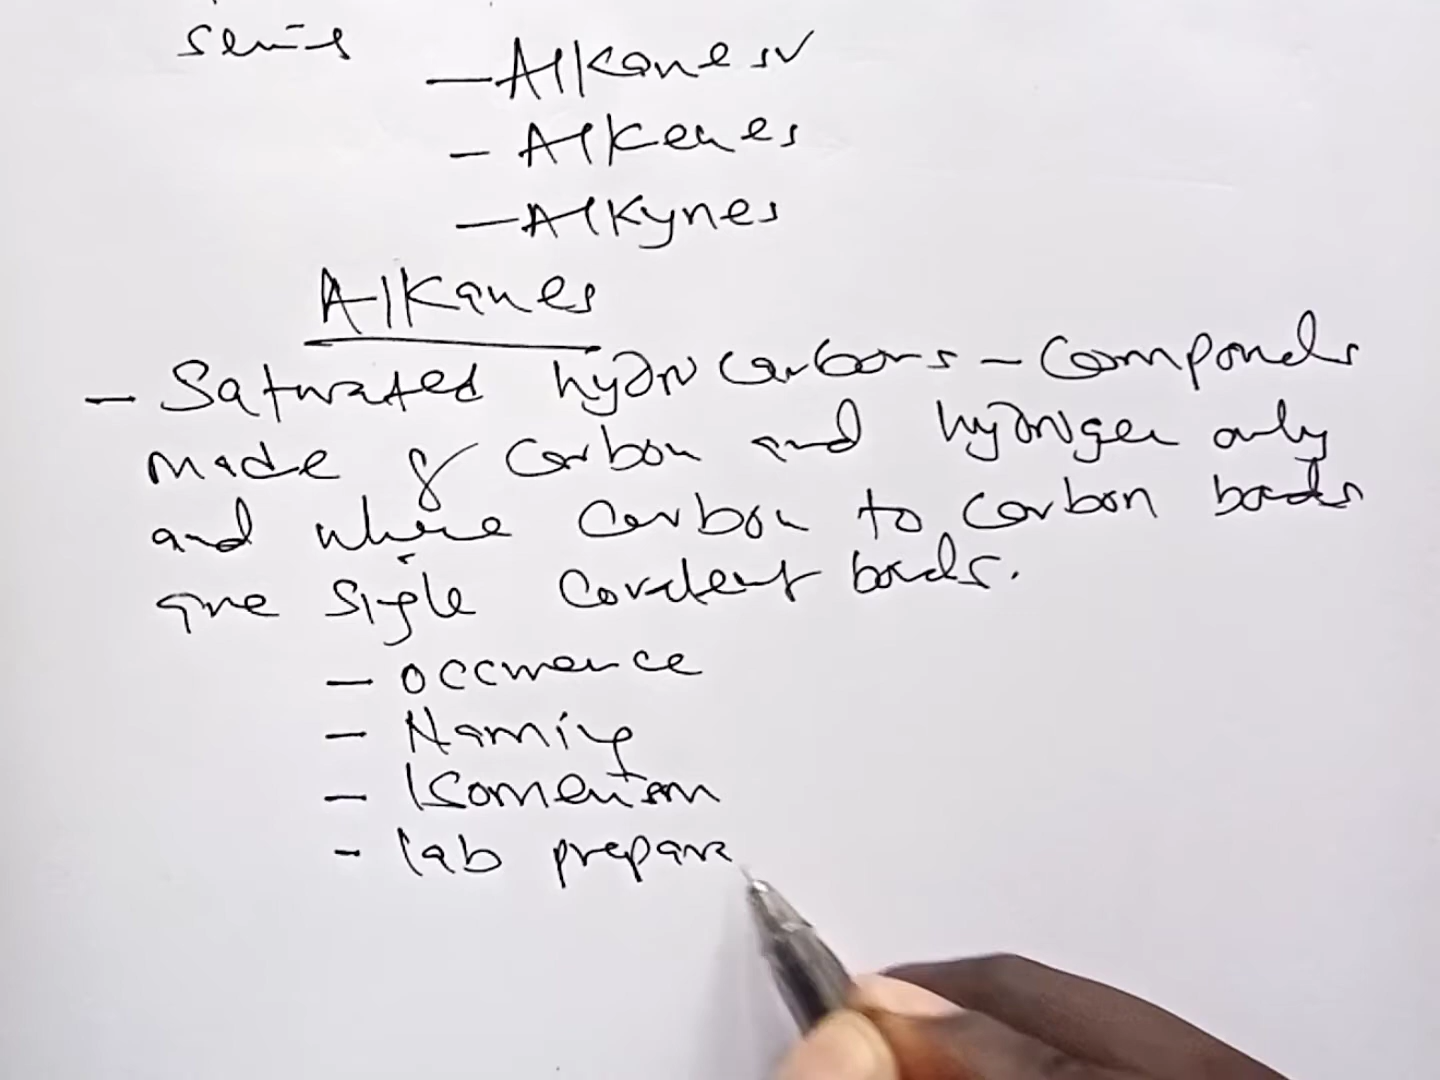 series
- Alkanes ✓
- Alkenes
- Alkynes
Alkanes
- Saturated hydrocarbons - Compounds
made of carbon and hydrogen only
and where carbon to carbon bonds
are single covalent bonds.
- occurrence
- Naming
- Isomerism
- lab prepara